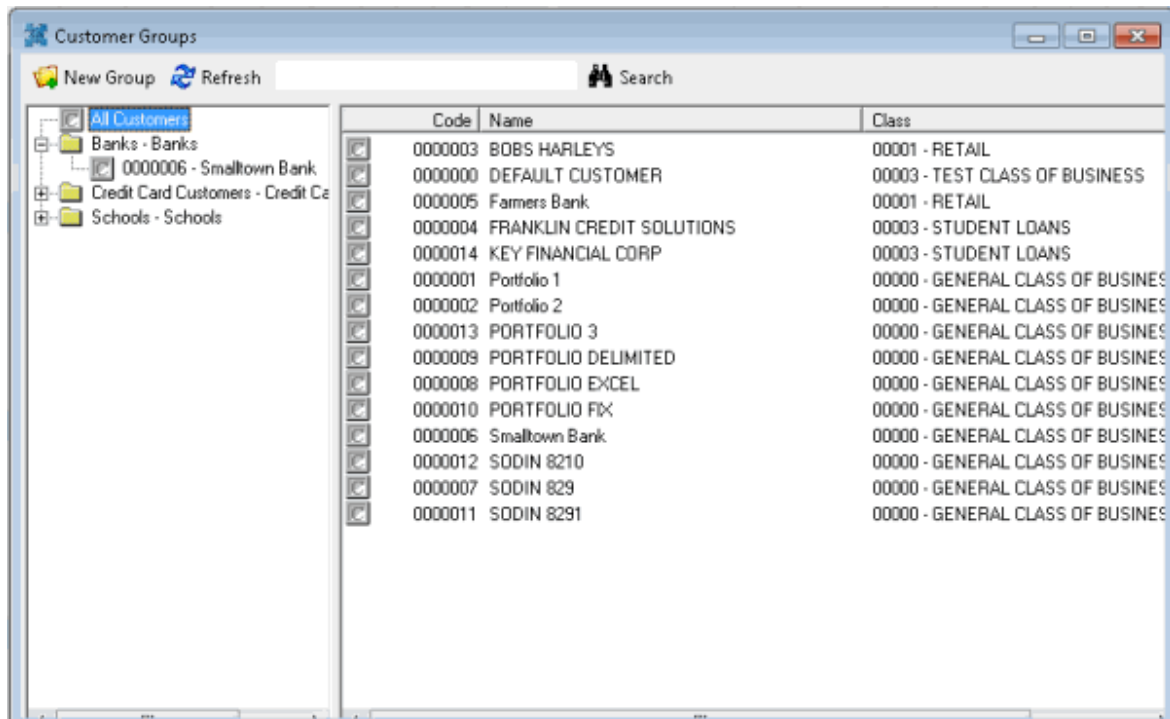 Customer Groups
New Group Refresh Search
All Customers
Banks - Banks
0000006 - Smalltown Bank
Credit Card Customers - Credit Ca
Schools - Schools
Code Name Class
0000003 BOBS HARLEYS 00001 - RETAIL
0000000 DEFAULT CUSTOMER 00003 - TEST CLASS OF BUSINESS
0000005 Farmers Bank 00001 - RETAIL
0000004 FRANKLIN CREDIT SOLUTIONS 00003 - STUDENT LOANS
0000014 KEY FINANCIAL CORP 00003 - STUDENT LOANS
0000001 Portfolio 1 00000 - GENERAL CLASS OF BUSINES
0000002 Portfolio 2 00000 - GENERAL CLASS OF BUSINES
0000013 PORTFOLIO 3 00000 - GENERAL CLASS OF BUSINES
0000009 PORTFOLIO DELIMITED 00000 - GENERAL CLASS OF BUSINES
0000008 PORTFOLIO EXCEL 00000 - GENERAL CLASS OF BUSINES
0000010 PORTFOLIO FIX 00000 - GENERAL CLASS OF BUSINES
0000006 Smalltown Bank 00000 - GENERAL CLASS OF BUSINES
0000012 SODIN 8210 00000 - GENERAL CLASS OF BUSINES
0000007 SODIN 829 00000 - GENERAL CLASS OF BUSINES
0000011 SODIN 8291 00000 - GENERAL CLASS OF BUSINES